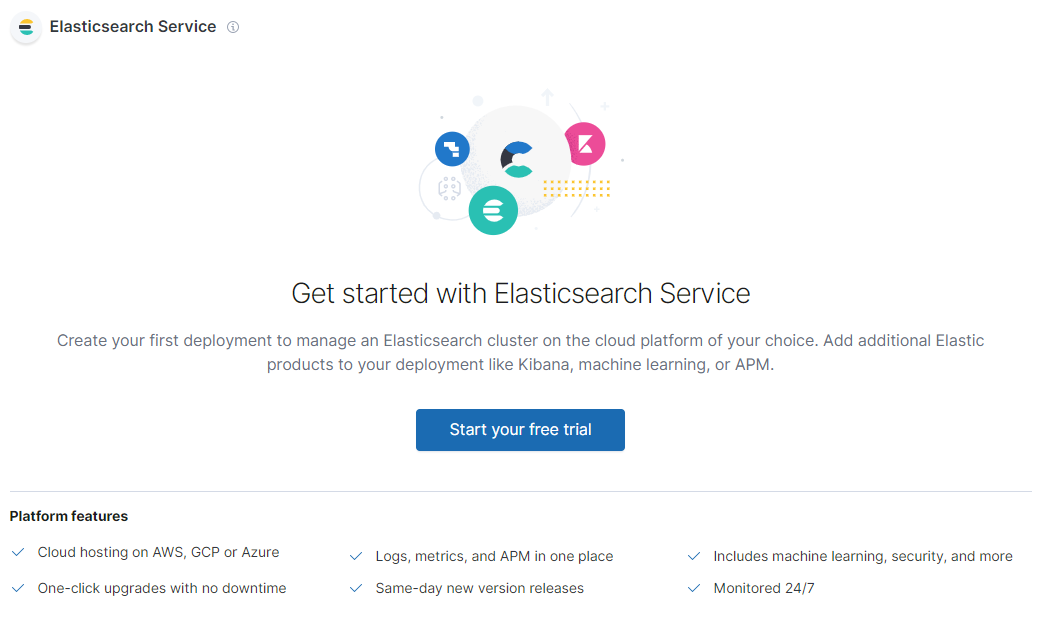 Elasticsearch Service
Get started with Elasticsearch Service
Create your first deployment to manage an Elasticsearch cluster on the cloud platform of your choice. Add additional Elastic
products to your deployment like Kibana, machine learning, or APM.
Start your free trial
Platform features
Cloud hosting on AWS, GCP or Azure
Logs, metrics, and APM in one place
Includes machine learning, security, and more
One-click upgrades with no downtime
Same-day new version releases
Monitored 24/7